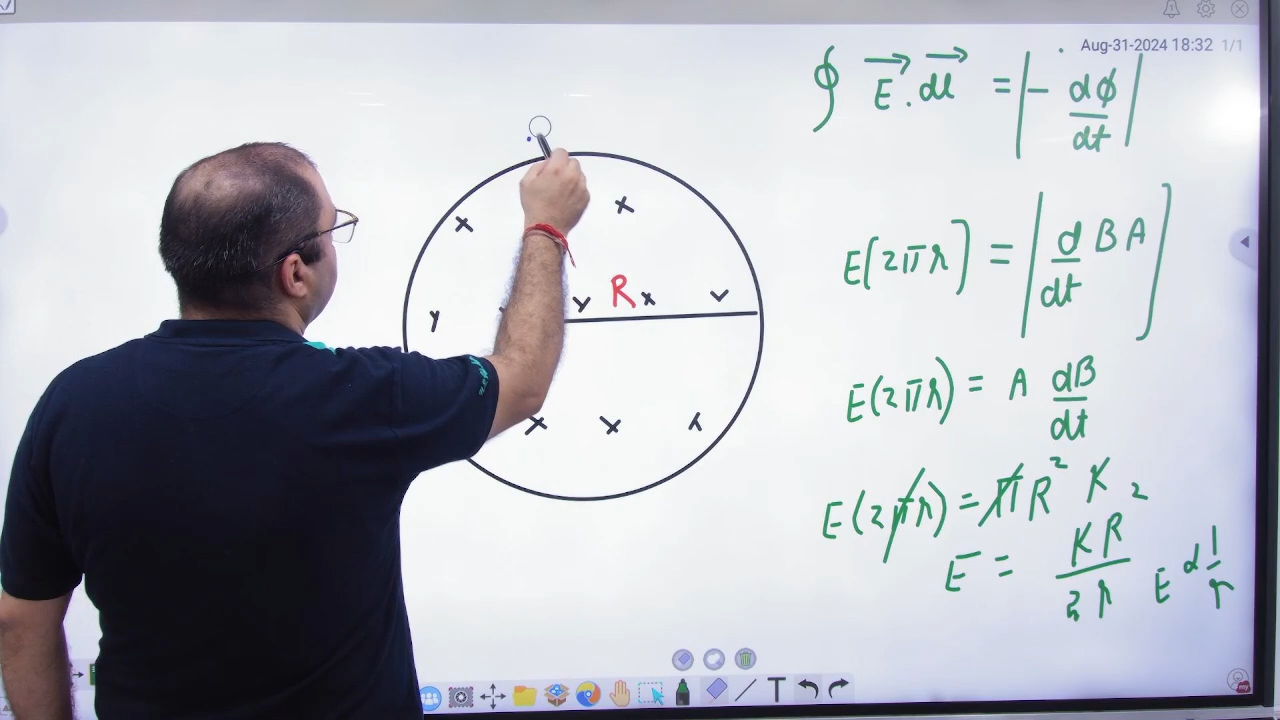 Aug-31-2024 18:32 1/1
∮ E⃗ . dl⃗ = |- dφ/dt|
R
E(2πr) = |d/dt B A|
E(2πr) = A dB/dt
E(2πr) = πR² K
E = KR²/2r E α 1/r